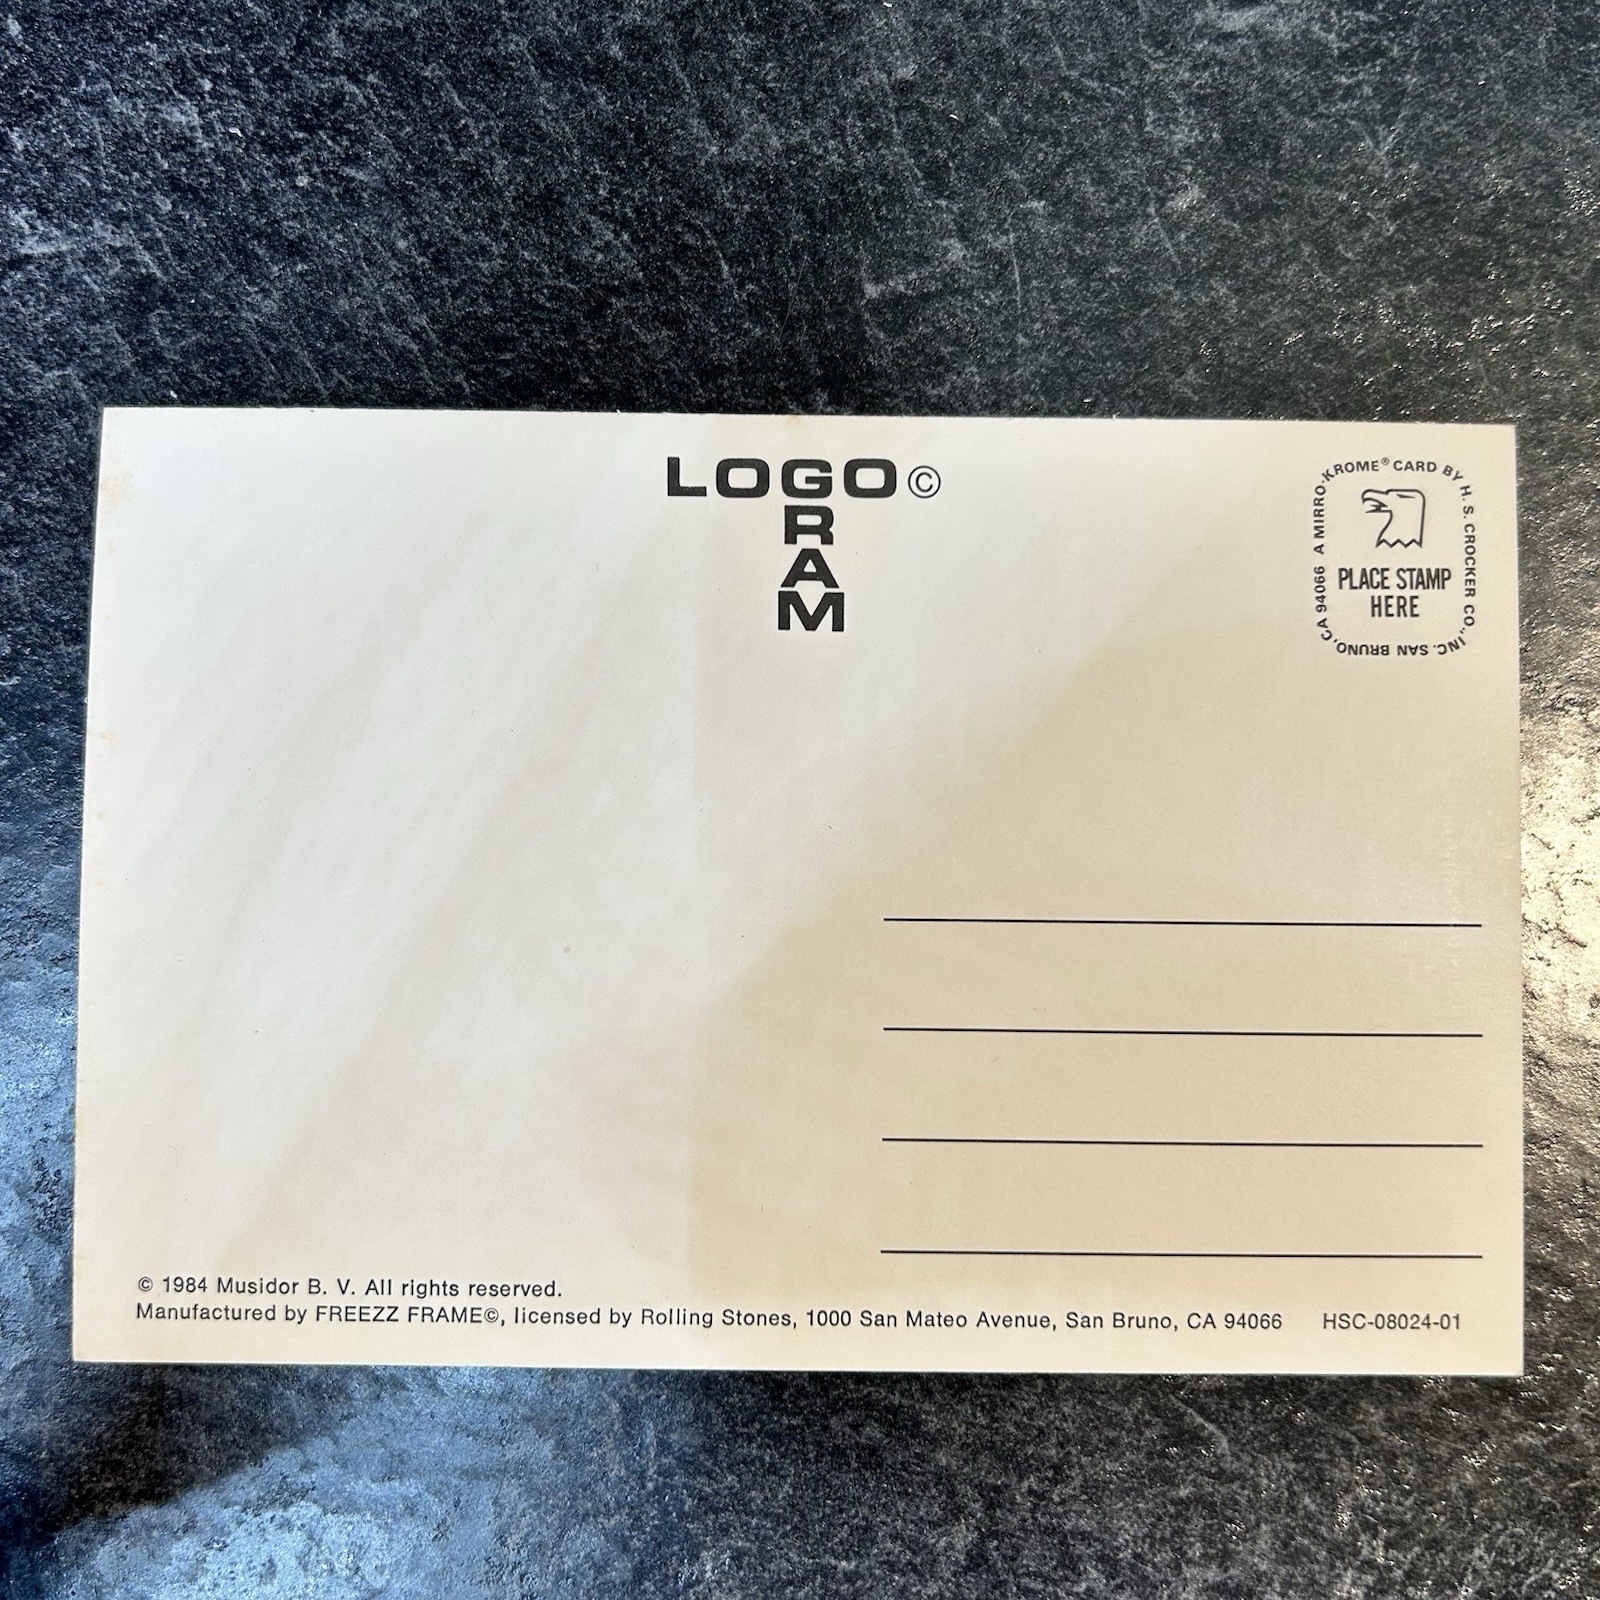 LOGO©
GRAM
A MIRRO-KROME® CARD BY H. S. CROCKER CO., INC. SAN BRUNO, CA 94066
PLACE STAMP
HERE
© 1984 Musidor B. V. All rights reserved.
Manufactured by FREEZZ FRAME©, licensed by Rolling Stones, 1000 San Mateo Avenue, San Bruno, CA 94066 HSC-08024-01